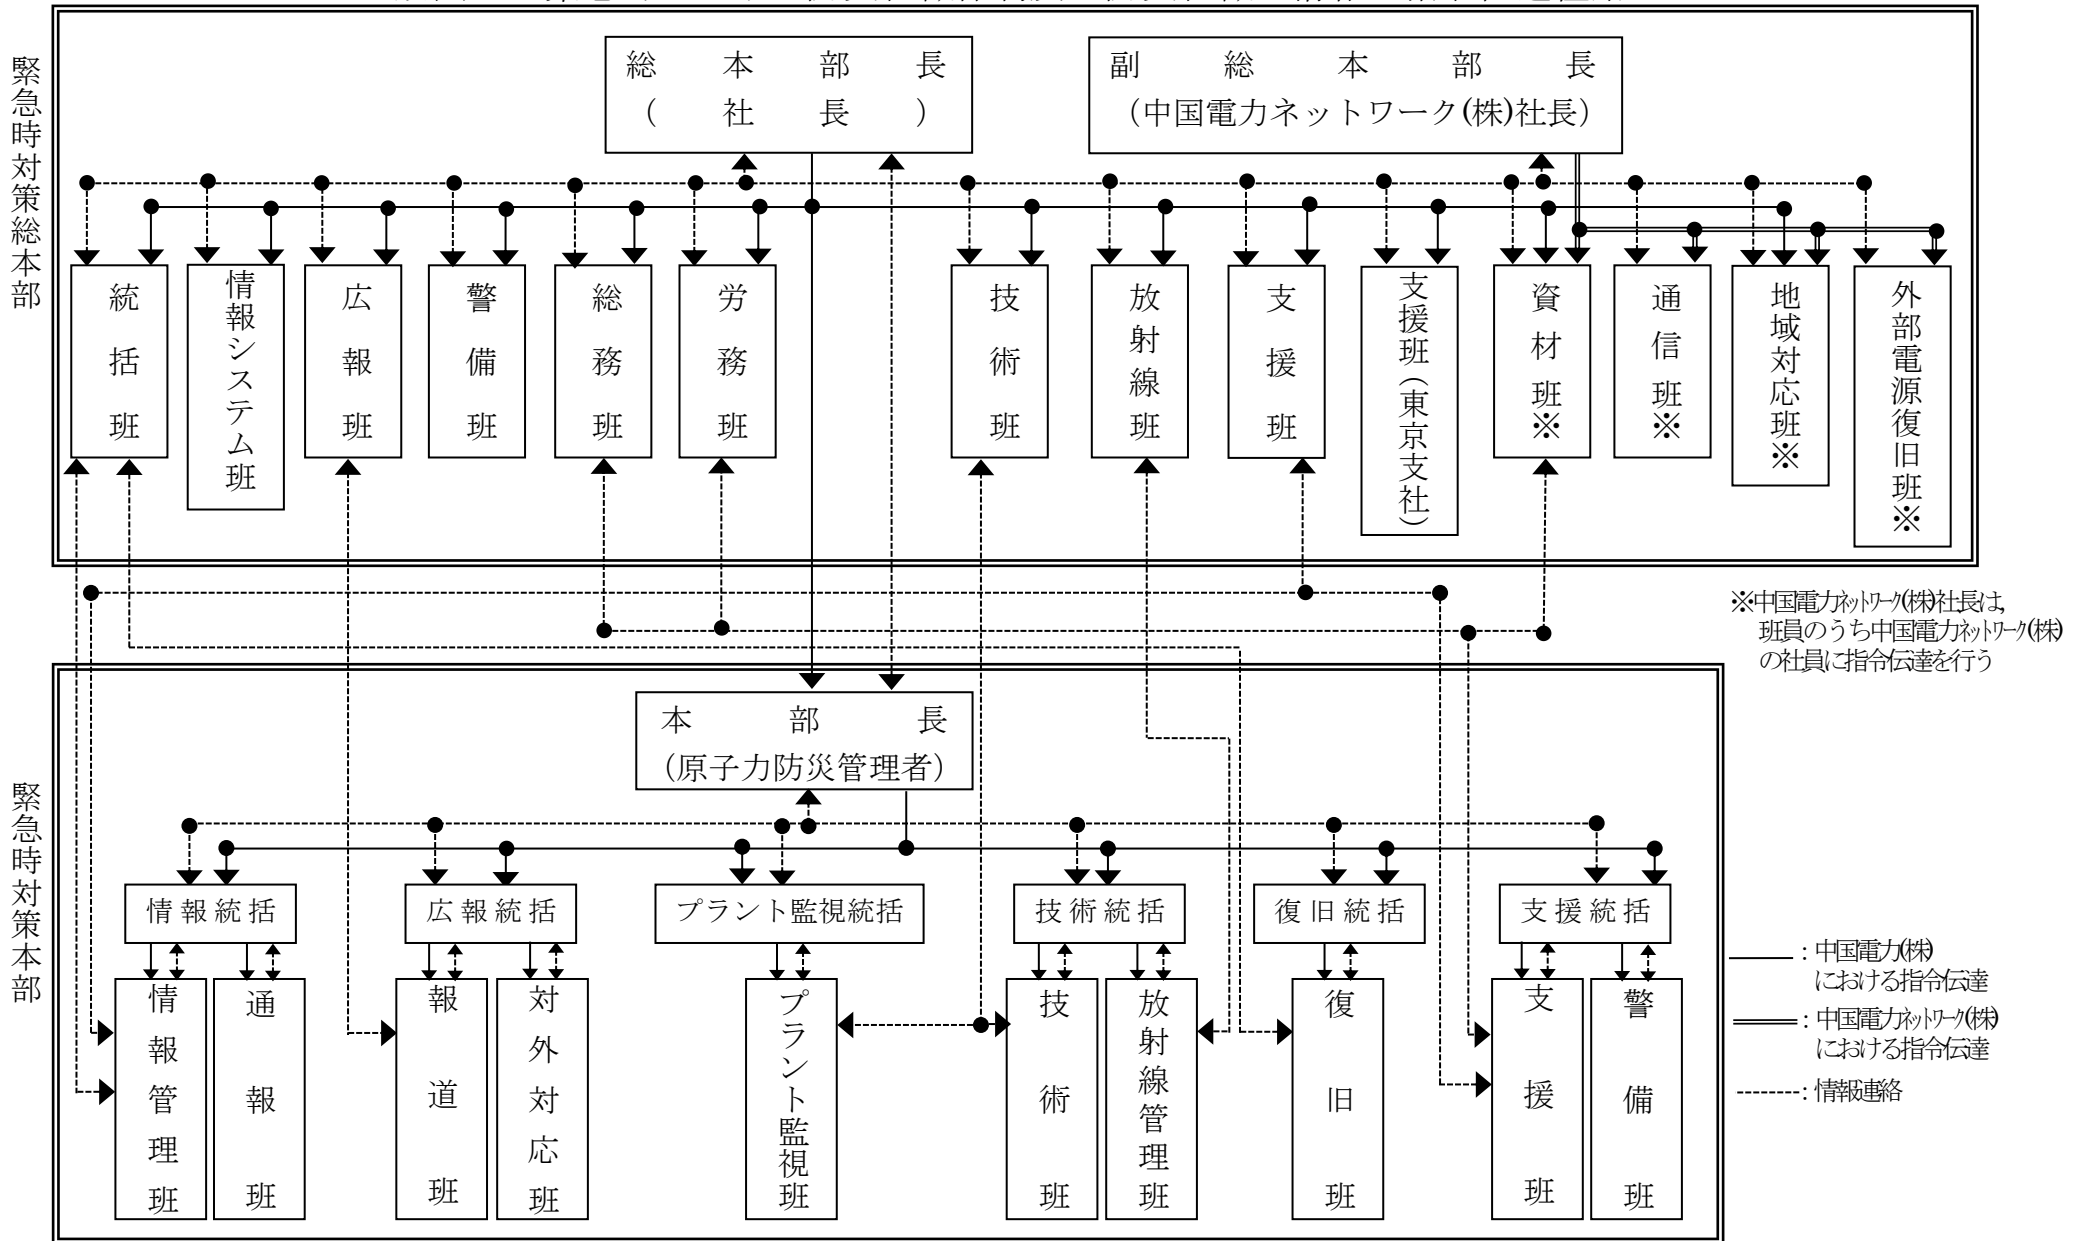 緊急時対策総本部
総本部長
(社長)
副総本部長
(中国電力ネットワーク(株)社長)
統括班
情報システム班
広報班
警備班
総務班
労務班
技術班
放射線班
支援班
支援班(東京支社)
資材班※
通信班※
地域対応班※
外部電源復旧班※
※中国電力ネットワーク(株)社長は,
班員のうち中国電力ネットワーク(株)
の社員に指令伝達を行う
緊急時対策本部
本部長
(原子力防災管理者)
情報統括
広報統括
プラント監視統括
技術統括
復旧統括
支援統括
情報管理班
通報班
報道班
対外対応班
プラント監視班
技術班
放射線管理班
復旧班
支援班
警備班
:中国電力(株)
における指令伝達
:中国電力ネットワーク(株)
における指令伝達
:情報連絡